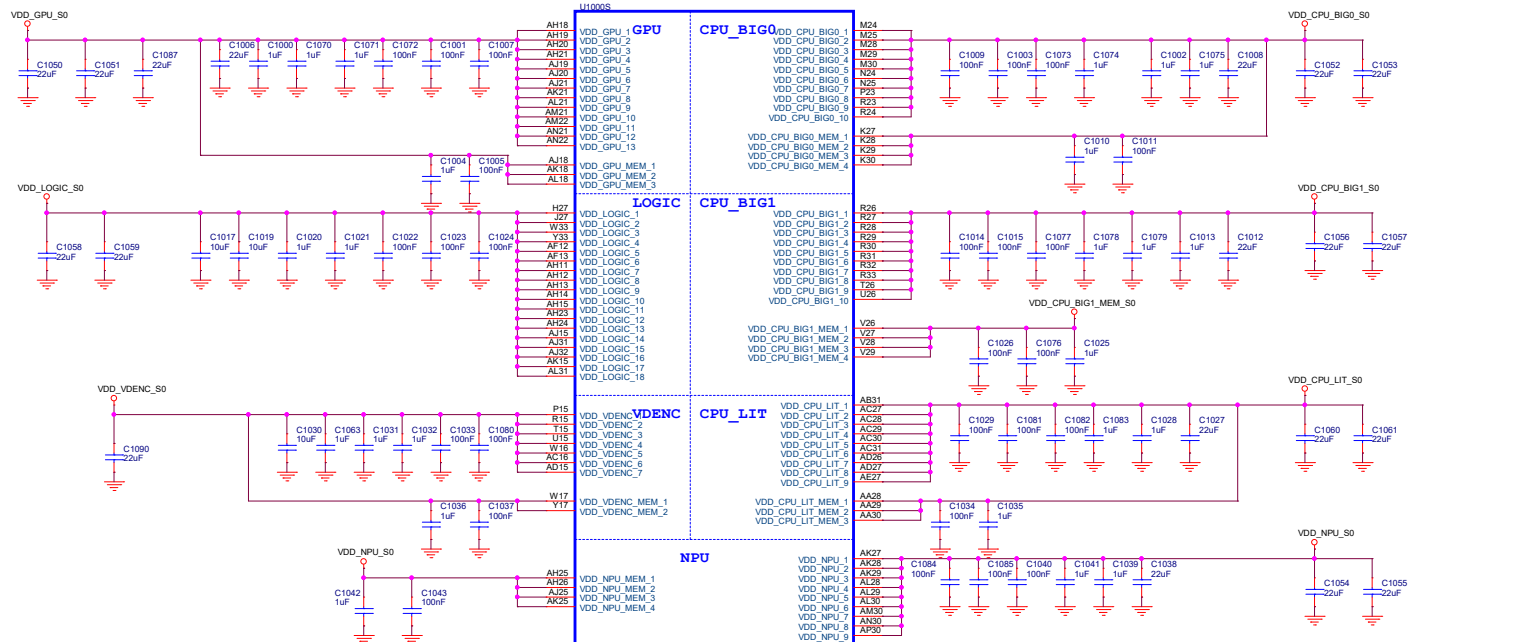 U1000S
VDD_GPU_S0
C1050
22uF
C1051
22uF
C1087
22uF
C1006
22uF
C1000
1uF
C1070
1uF
C1071
1uF
C1072
100nF
C1001
100nF
C1007
100nF
C1004
1uF
C1005
100nF
AH18
AH19
AH20
AH21
AJ19
AJ20
AJ21
AK21
AL21
AM21
AM22
AN21
AN22
AJ18
AK18
AL18
GPU
VDD_GPU_1
VDD_GPU_2
VDD_GPU_3
VDD_GPU_4
VDD_GPU_5
VDD_GPU_6
VDD_GPU_7
VDD_GPU_8
VDD_GPU_9
VDD_GPU_10
VDD_GPU_11
VDD_GPU_12
VDD_GPU_13
VDD_GPU_MEM_1
VDD_GPU_MEM_2
VDD_GPU_MEM_3
CPU_BIG0
VDD_CPU_BIG0_1
VDD_CPU_BIG0_2
VDD_CPU_BIG0_3
VDD_CPU_BIG0_4
VDD_CPU_BIG0_5
VDD_CPU_BIG0_6
VDD_CPU_BIG0_7
VDD_CPU_BIG0_8
VDD_CPU_BIG0_9
VDD_CPU_BIG0_10
VDD_CPU_BIG0_MEM_1
VDD_CPU_BIG0_MEM_2
VDD_CPU_BIG0_MEM_3
VDD_CPU_BIG0_MEM_4
M24
M25
M28
M29
M30
N24
N25
P23
R23
R24
K27
K28
K29
K30
VDD_CPU_BIG0_S0
C1009
100nF
C1003
100nF
C1073
100nF
C1074
1uF
C1002
1uF
C1075
1uF
C1008
22uF
C1052
22uF
C1053
22uF
C1010
1uF
C1011
100nF
VDD_LOGIC_S0
C1058
22uF
C1059
22uF
C1017
10uF
C1019
10uF
C1020
1uF
C1021
1uF
C1022
100nF
C1023
100nF
C1024
100nF
H27
J27
W33
Y33
AF12
AF13
AH11
AH12
AH13
AH14
AH15
AH23
AH24
AJ15
AJ31
AJ32
AK15
AL31
LOGIC
VDD_LOGIC_1
VDD_LOGIC_2
VDD_LOGIC_3
VDD_LOGIC_4
VDD_LOGIC_5
VDD_LOGIC_6
VDD_LOGIC_7
VDD_LOGIC_8
VDD_LOGIC_9
VDD_LOGIC_10
VDD_LOGIC_11
VDD_LOGIC_12
VDD_LOGIC_13
VDD_LOGIC_14
VDD_LOGIC_15
VDD_LOGIC_16
VDD_LOGIC_17
VDD_LOGIC_18
CPU_BIG1
VDD_CPU_BIG1_1
VDD_CPU_BIG1_2
VDD_CPU_BIG1_3
VDD_CPU_BIG1_4
VDD_CPU_BIG1_5
VDD_CPU_BIG1_6
VDD_CPU_BIG1_7
VDD_CPU_BIG1_8
VDD_CPU_BIG1_9
VDD_CPU_BIG1_10
VDD_CPU_BIG1_MEM_1
VDD_CPU_BIG1_MEM_2
VDD_CPU_BIG1_MEM_3
VDD_CPU_BIG1_MEM_4
R26
R27
R28
R29
R30
R31
R32
R33
T26
U26
V26
V27
V28
V29
VDD_CPU_BIG1_S0
C1014
100nF
C1015
100nF
C1077
100nF
C1078
1uF
C1079
1uF
C1013
1uF
C1012
22uF
C1056
22uF
C1057
22uF
VDD_CPU_BIG1_MEM_S0
C1026
100nF
C1076
100nF
C1025
1uF
VDD_VDENC_S0
C1090
22uF
C1030
10uF
C1063
1uF
C1031
1uF
C1032
1uF
C1033
100nF
C1080
100nF
C1036
1uF
C1037
100nF
P15
R15
T15
U15
W16
AC16
AD15
W17
Y17
VDENC
VDD_VDENC_1
VDD_VDENC_2
VDD_VDENC_3
VDD_VDENC_4
VDD_VDENC_5
VDD_VDENC_6
VDD_VDENC_7
VDD_VDENC_MEM_1
VDD_VDENC_MEM_2
CPU_LIT
VDD_CPU_LIT_1
VDD_CPU_LIT_2
VDD_CPU_LIT_3
VDD_CPU_LIT_4
VDD_CPU_LIT_5
VDD_CPU_LIT_6
VDD_CPU_LIT_7
VDD_CPU_LIT_8
VDD_CPU_LIT_9
VDD_CPU_LIT_MEM_1
VDD_CPU_LIT_MEM_2
VDD_CPU_LIT_MEM_3
AB31
AC27
AC28
AC29
AC30
AC31
AD26
AD27
AE27
AA28
AA29
AA30
VDD_CPU_LIT_S0
C1029
100nF
C1081
100nF
C1082
100nF
C1083
1uF
C1028
1uF
C1027
22uF
C1060
22uF
C1061
22uF
C1034
100nF
C1035
1uF
VDD_NPU_S0
C1042
1uF
C1043
100nF
AH25
AH26
AJ25
AK25
NPU
VDD_NPU_MEM_1
VDD_NPU_MEM_2
VDD_NPU_MEM_3
VDD_NPU_MEM_4
VDD_NPU_1
VDD_NPU_2
VDD_NPU_3
VDD_NPU_4
VDD_NPU_5
VDD_NPU_6
VDD_NPU_7
VDD_NPU_8
VDD_NPU_9
AK27
AK28
AK29
AL28
AL29
AL30
AM30
AN30
AP30
VDD_NPU_S0
C1084
100nF
C1085
100nF
C1040
100nF
C1041
1uF
C1039
1uF
C1038
22uF
C1054
22uF
C1055
22uF